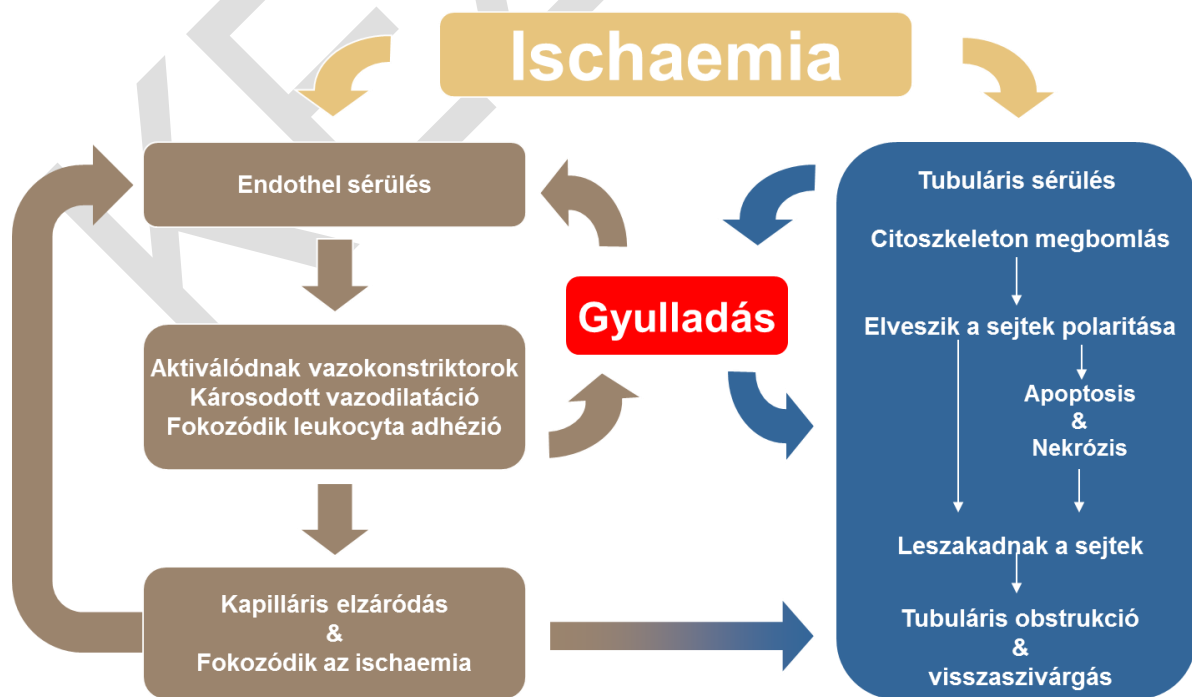 Ischaemia
Endothel sérülés
Aktiválódnak vazokonstriktorok
Károsodott vazodilatáció
Fokozódik leukocyta adhézió
Kapilláris elzáródás
&
Fokozódik az ischaemia
Gyulladás
Tubuláris sérülés
Citoszkeleton megbomlás
Elveszik a sejtek polaritása
Apoptosis
&
Nekrózis
Leszakadnak a sejtek
Tubuláris obstrukció
&
visszaszivárgás